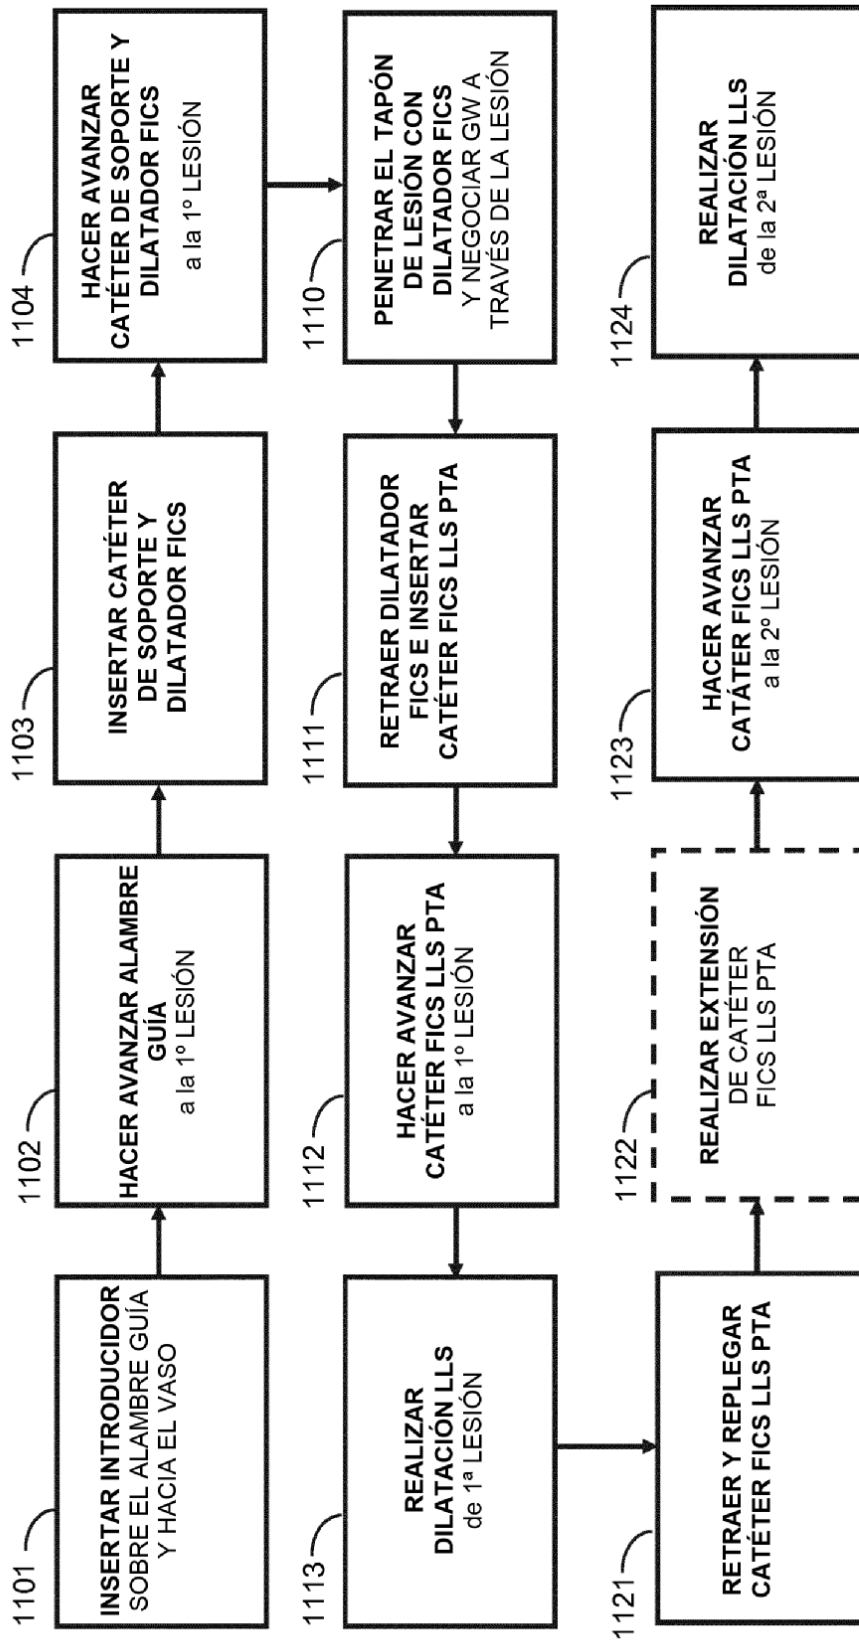 1101
INSERTAR INTRODUCIDOR
SOBRE EL ALAMBRE GUÍA
Y HACIA EL VASO
1102
HACER AVANZAR ALAMBRE
GUÍA
a la 1º LESIÓN
1103
INSERTAR CATÉTER
DE SOPORTE Y
DILATADOR FICS
1104
HACER AVANZAR
CATÉTER DE SOPORTE Y
DILATADOR FICS
a la 1º LESIÓN
1110
PENETRAR EL TAPÓN
DE LESIÓN CON
DILATADOR FICS
Y NEGOCIAR GW A
TRAVÉS DE LA LESIÓN
1111
RETRAER DILATADOR
FICS E INSERTAR
CATÉTER FICS LLS PTA
1112
HACER AVANZAR
CATÉTER FICS LLS PTA
a la 1º LESIÓN
1113
REALIZAR
DILATACIÓN LLS
de 1ª LESIÓN
1121
RETRAER Y REPLEGAR
CATÉTER FICS LLS PTA
1122
REALIZAR EXTENSIÓN
DE CATÉTER
FICS LLS PTA
1123
HACER AVANZAR
CATÁTER FICS LLS PTA
a la 2º LESIÓN
1124
REALIZAR
DILATACIÓN LLS
de la 2ª LESIÓN